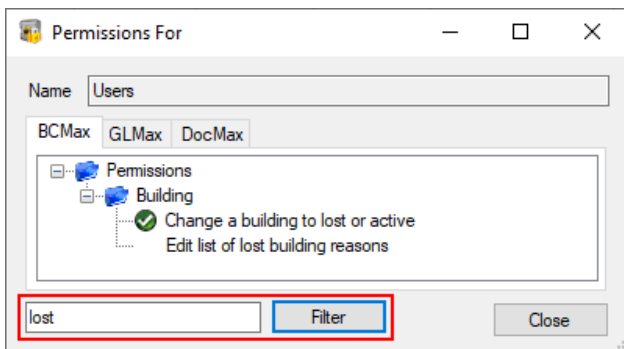 Permissions For
Name Users
BCMax GLMax DocMax
Permissions
Building
Change a building to lost or active
Edit list of lost building reasons
lost Filter Close